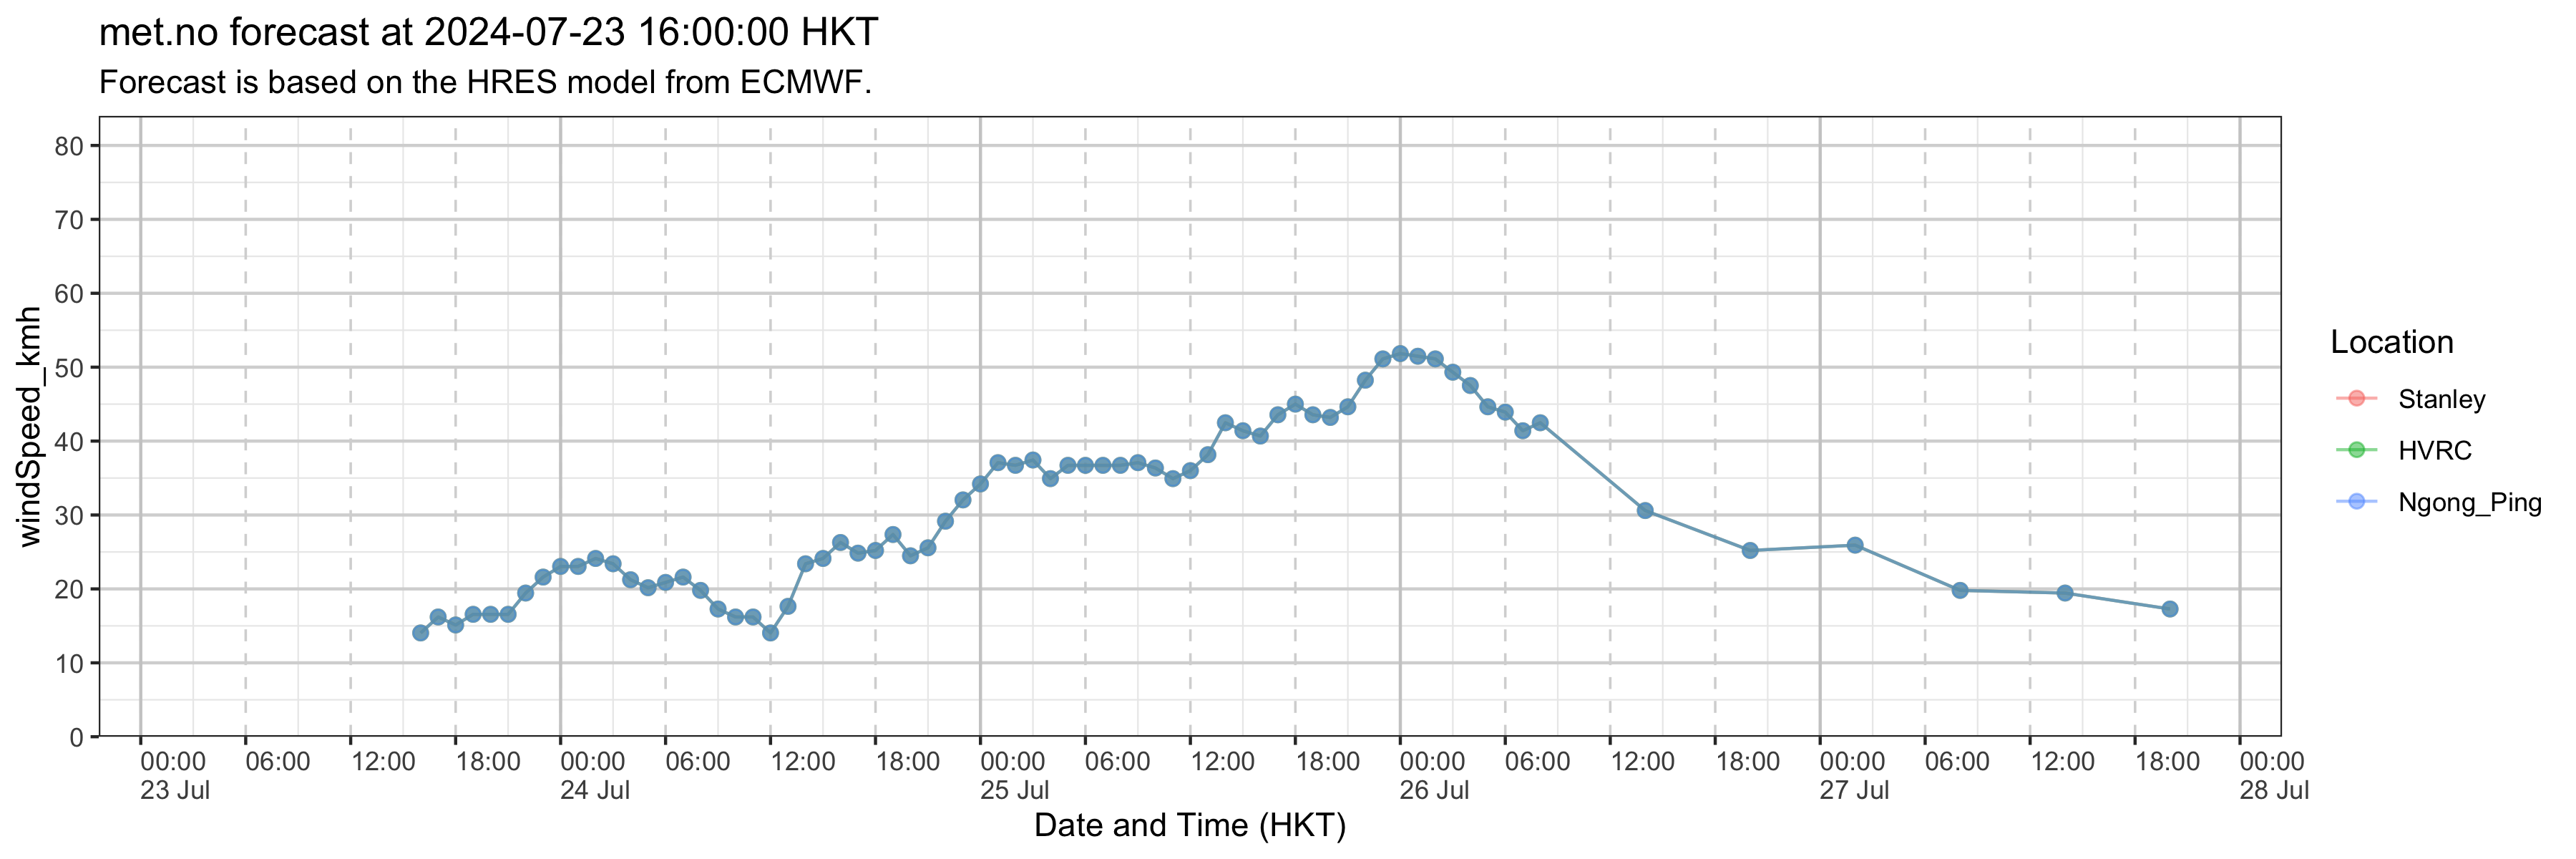 met.no forecast at 2024-07-23 16:00:00 HKT
Forecast is based on the HRES model from ECMWF.
windSpeed_kmh
80
70
60
50
40
30
20
10
0
00:00 06:00 12:00 18:00 00:00 06:00 12:00 18:00 00:00 06:00 12:00 18:00 00:00 06:00 12:00 18:00 00:00 06:00 12:00 18:00 00:00
23 Jul 24 Jul 25 Jul 26 Jul 27 Jul 28 Jul
Date and Time (HKT)
Location
Stanley
HVRC
Ngong_Ping